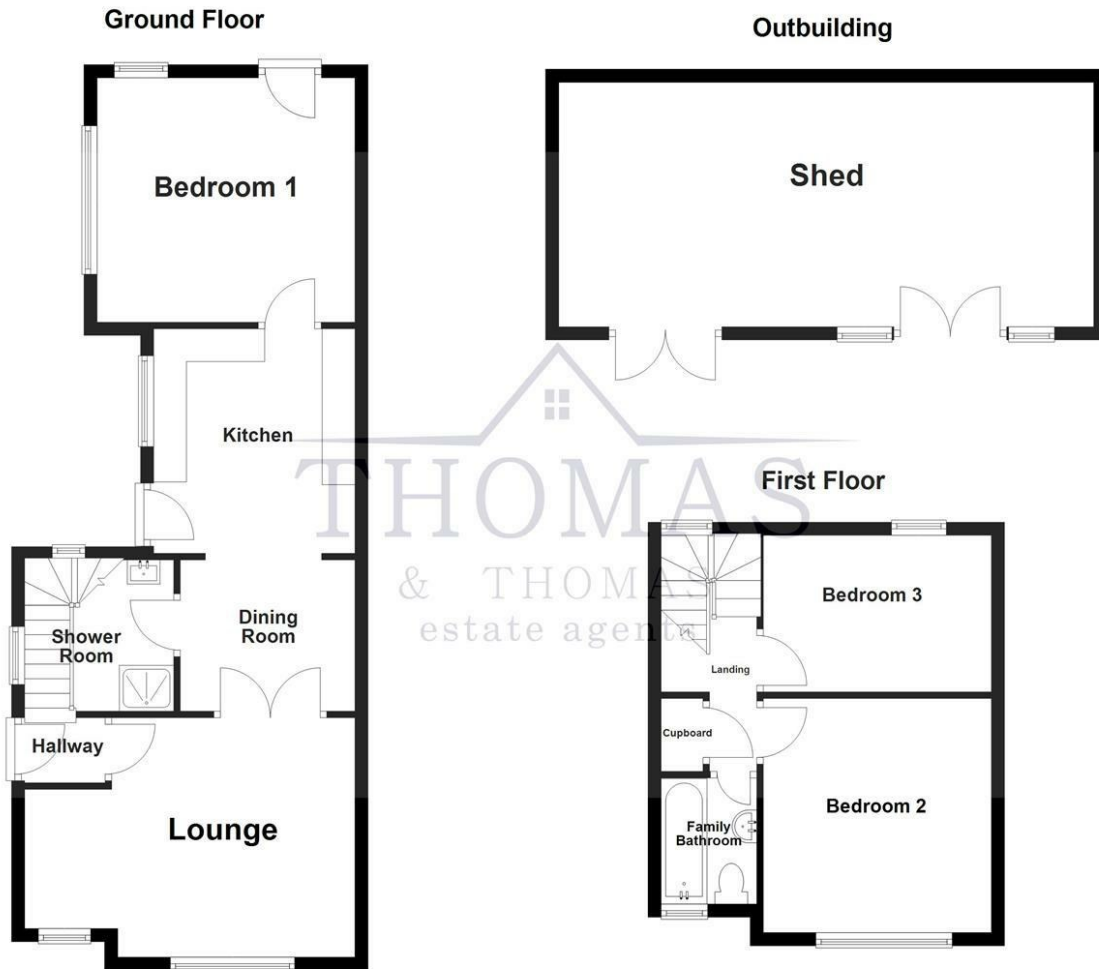 Ground Floor
Bedroom 1
Kitchen
Dining
Room
Shower
Room
Hallway
Lounge
Outbuilding
Shed
THOMAS
& THOMAS
estate agents
First Floor
Bedroom 3
Landing
Cupboard
Bedroom 2
Family
Bathroom